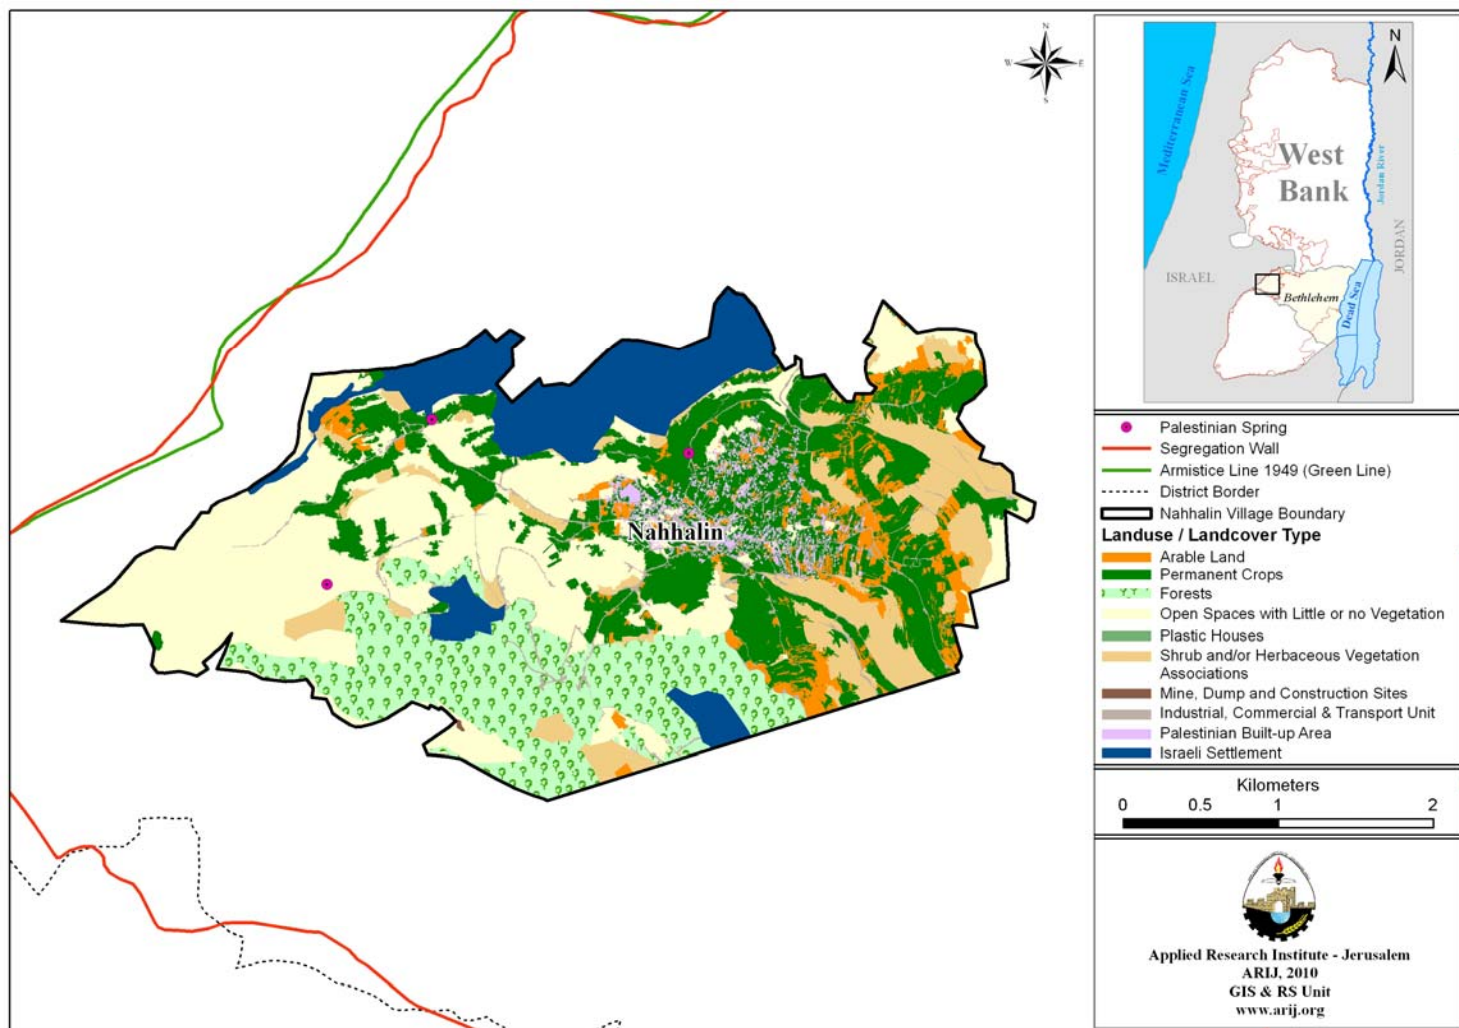 N
W
E
S
Nahhalin
N
Mediterranean Sea
West
Bank
Jordan River
JORDAN
ISRAEL
Bethlehem
Dead Sea
Palestinian Spring
Segregation Wall
Armistice Line 1949 (Green Line)
District Border
Nahhalin Village Boundary
Landuse / Landcover Type
Arable Land
Permanent Crops
Forests
Open Spaces with Little or no Vegetation
Plastic Houses
Shrub and/or Herbaceous Vegetation
Associations
Mine, Dump and Construction Sites
Industrial, Commercial & Transport Unit
Palestinian Built-up Area
Israeli Settlement
Kilometers
0 0.5 1 2
Applied Research Institute - Jerusalem
ARIJ, 2010
GIS & RS Unit
www.arij.org